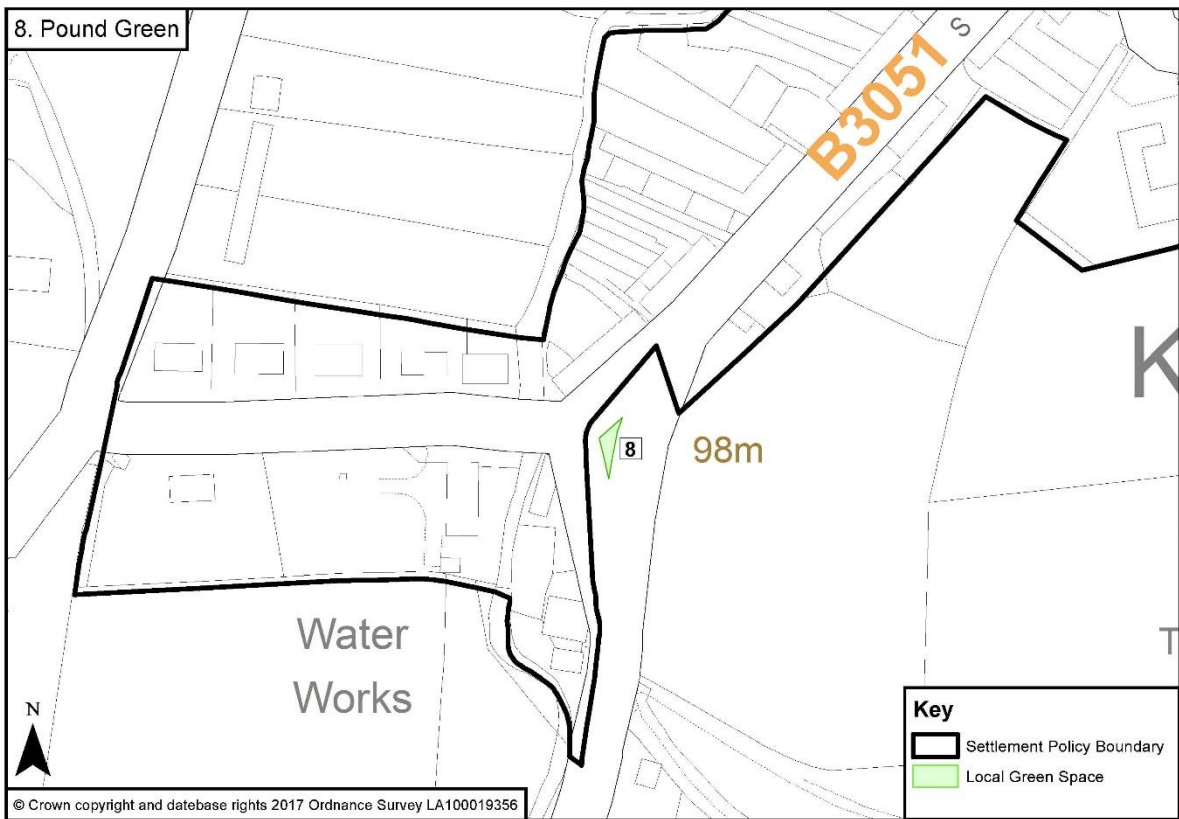 8. Pound Green
B3051
S
K
8
98m
T
Water
Works
N
Key
Settlement Policy Boundary
Local Green Space
© Crown copyright and datebase rights 2017 Ordnance Survey LA100019356